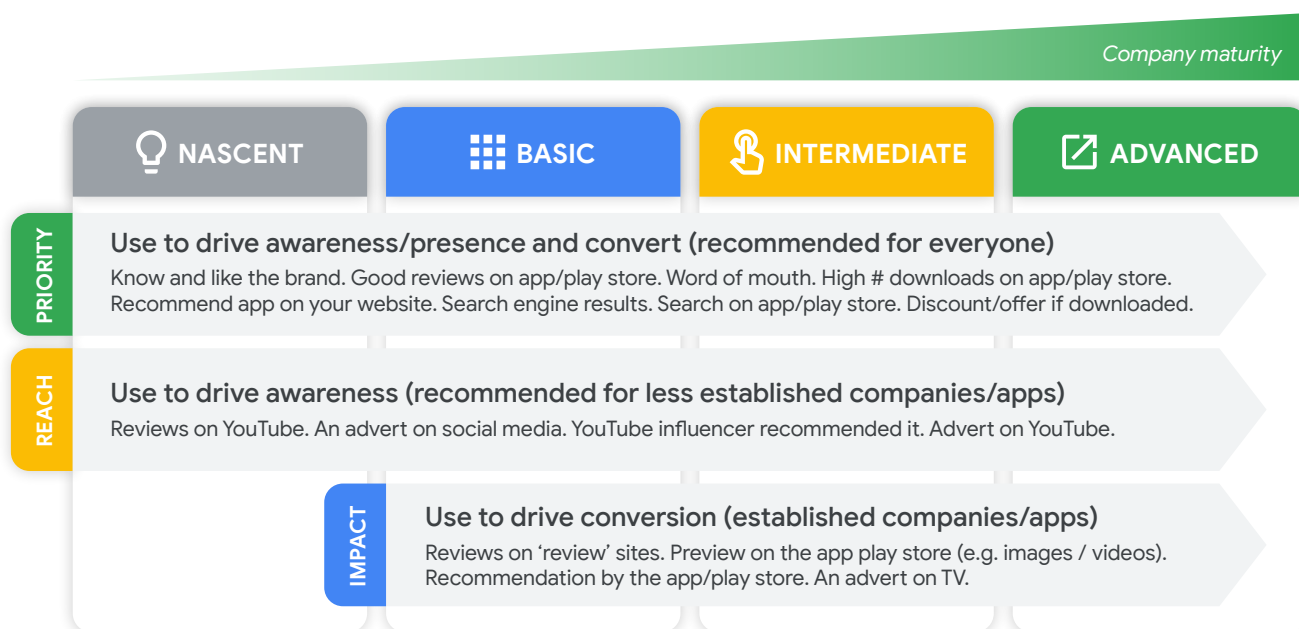 Company maturity
NASCENT
BASIC
INTERMEDIATE
ADVANCED
PRIORITY
Use to drive awareness/presence and convert (recommended for everyone)
Know and like the brand. Good reviews on app/play store. Word of mouth. High # downloads on app/play store.
Recommend app on your website. Search engine results. Search on app/play store. Discount/offer if downloaded.
REACH
Use to drive awareness (recommended for less established companies/apps)
Reviews on YouTube. An advert on social media. YouTube influencer recommended it. Advert on YouTube.
IMPACT
Use to drive conversion (established companies/apps)
Reviews on ‘review’ sites. Preview on the app play store (e.g. images / videos).
Recommendation by the app/play store. An advert on TV.